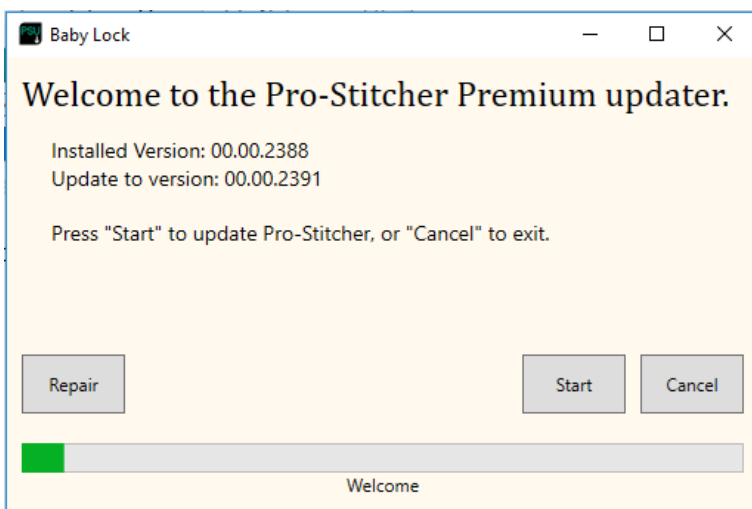 PSU
Baby Lock
Welcome to the Pro-Stitcher Premium updater.
Installed Version: 00.00.2388
Update to version: 00.00.2391
Press "Start" to update Pro-Stitcher, or "Cancel" to exit.
Repair
Start
Cancel
Welcome